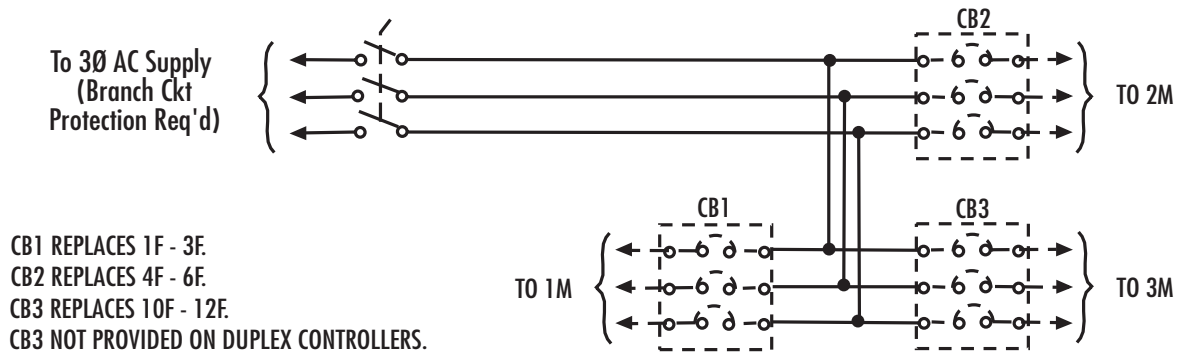 CB2
To 3Ø AC Supply
(Branch Ckt
Protection Req'd)
TO 2M
CB1
CB3
TO 1M
TO 3M
CB1 REPLACES 1F - 3F.
CB2 REPLACES 4F - 6F.
CB3 REPLACES 10F - 12F.
CB3 NOT PROVIDED ON DUPLEX CONTROLLERS.